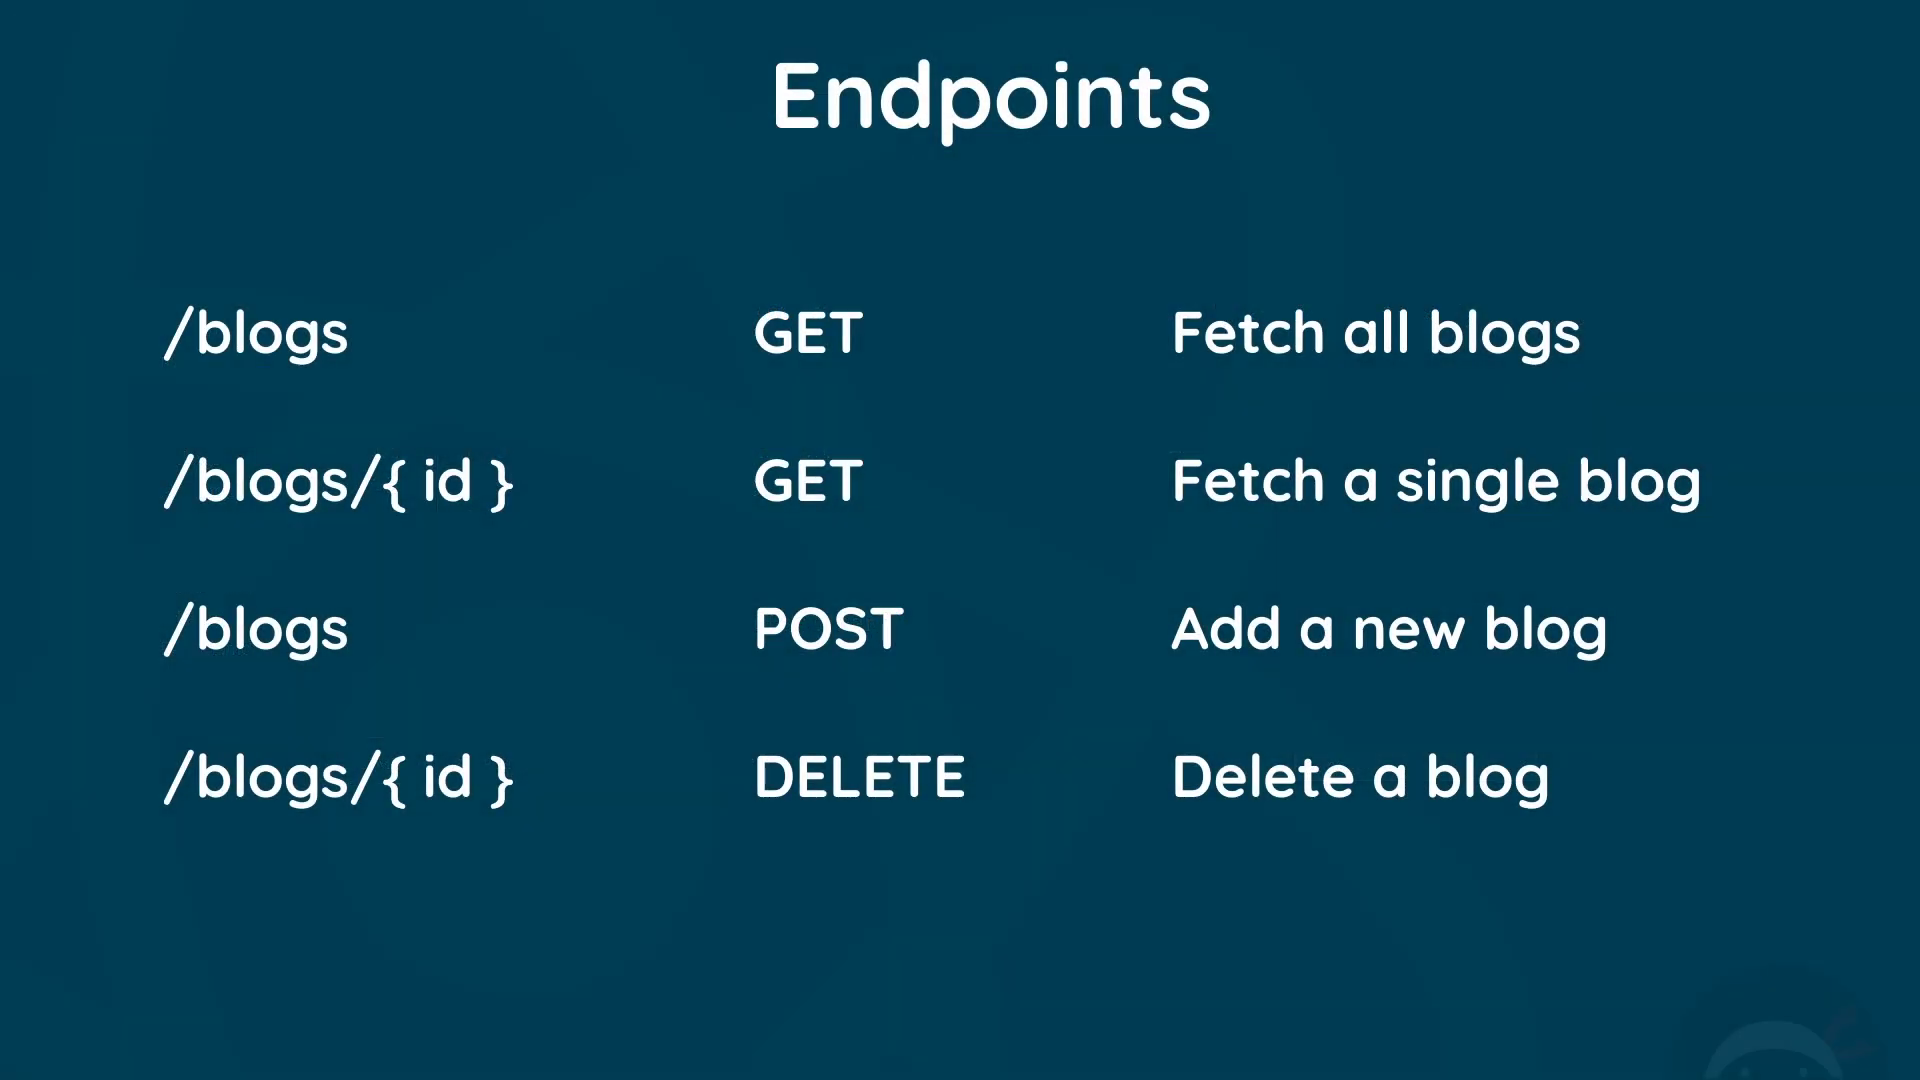 Endpoints
/blogs GET Fetch all blogs
/blogs/{ id } GET Fetch a single blog
/blogs POST Add a new blog
/blogs/{ id } DELETE Delete a blog